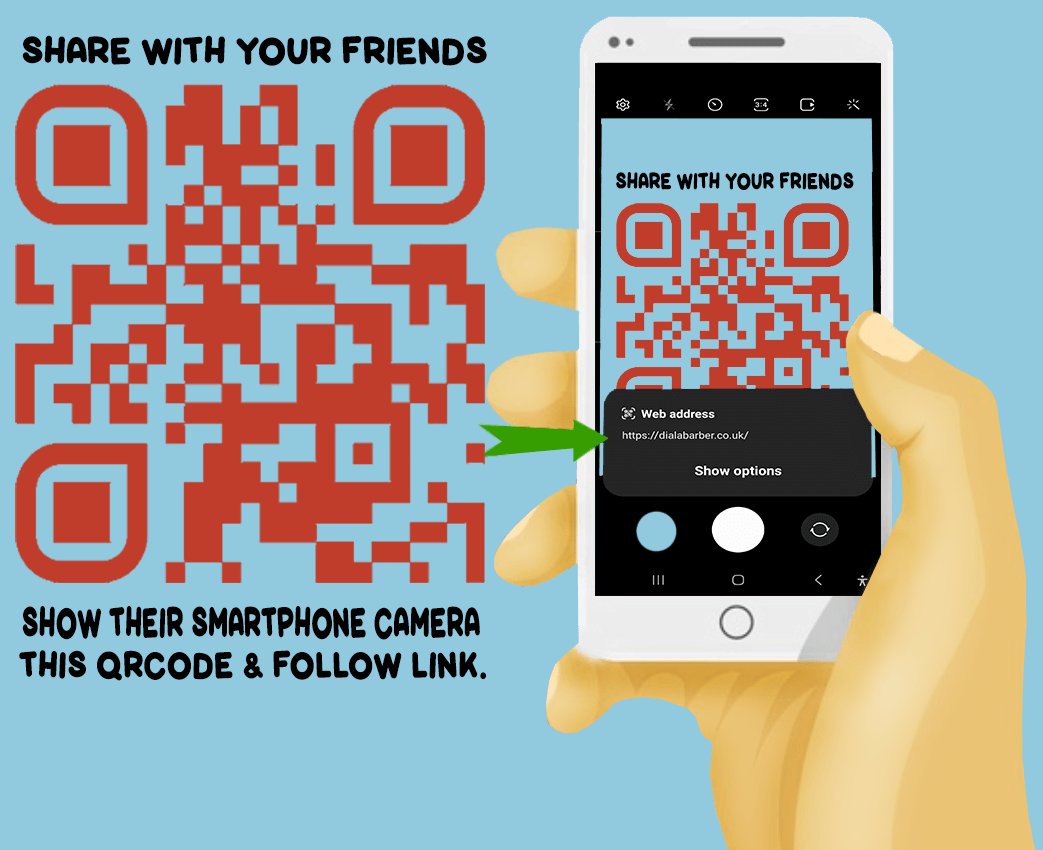 SHARE WITH YOUR FRIENDS
SHOW THEIR SMARTPHONE CAMERA
THIS QRCODE & FOLLOW LINK.
3:4
SHARE WITH YOUR FRIENDS
Web address
https://dialabarber.co.uk/
Show options